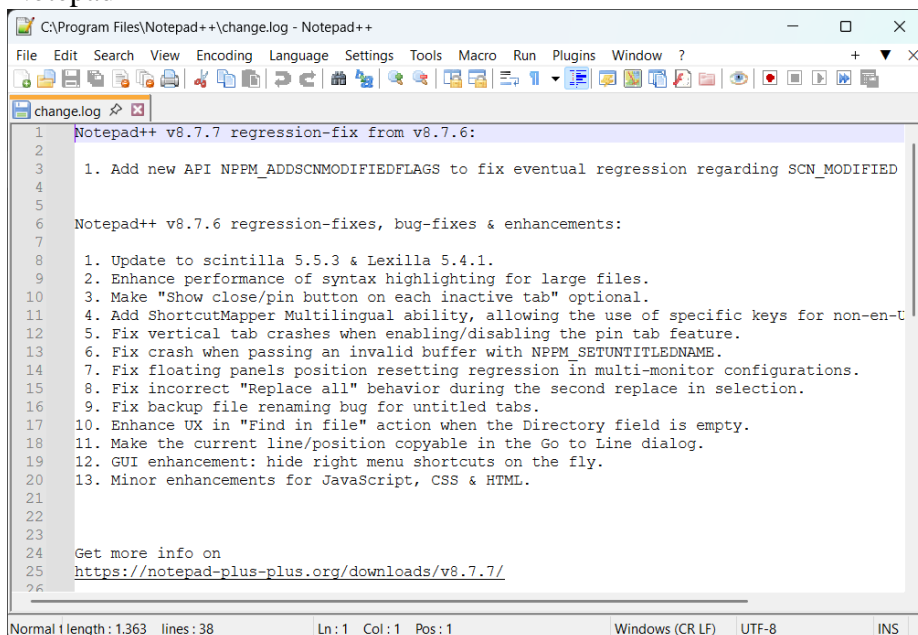 Notepad++
C:\Program Files\Notepad++\change.log - Notepad++
File Edit Search View Encoding Language Settings Tools Macro Run Plugins Window ?
change.log
1 Notepad++ v8.7.7 regression-fix from v8.7.6:
2
3 1. Add new API NPPM_ADDSCNMODIFIEDFLAGS to fix eventual regression regarding SCN_MODIFIED
4
5
6 Notepad++ v8.7.6 regression-fixes, bug-fixes & enhancements:
7
8 1. Update to scintilla 5.5.3 & Lexilla 5.4.1.
9 2. Enhance performance of syntax highlighting for large files.
10 3. Make "Show close/pin button on each inactive tab" optional.
11 4. Add ShortcutMapper Multilingual ability, allowing the use of specific keys for non-en-U
12 5. Fix vertical tab crashes when enabling/disabling the pin tab feature.
13 6. Fix crash when passing an invalid buffer with NPPM_SETUNTITLEDNAME.
14 7. Fix floating panels position resetting regression in multi-monitor configurations.
15 8. Fix incorrect "Replace all" behavior during the second replace in selection.
16 9. Fix backup file renaming bug for untitled tabs.
17 10. Enhance UX in "Find in file" action when the Directory field is empty.
18 11. Make the current line/position copyable in the Go to Line dialog.
19 12. GUI enhancement: hide right menu shortcuts on the fly.
20 13. Minor enhancements for JavaScript, CSS & HTML.
21
22
23
24 Get more info on
25 https://notepad-plus-plus.org/downloads/v8.7.7/
26
Normal t length : 1,363 lines : 38 Ln : 1 Col : 1 Pos : 1 Windows (CR LF) UTF-8 INS